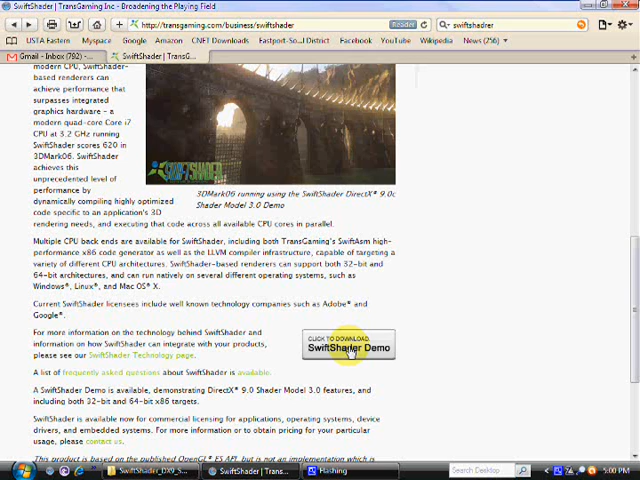 SwiftShader | TransGaming Inc - Broadening the Playing Field
http://transgaming.com/business/swiftshader
Reader
swiftshadrer
USTA Eastern
Myspace
Google
Amazon
CNET Downloads
Eastport-So...l District
Facebook
YouTube
Wikipedia
News (256)
Gmail - Inbox (792) -...
SwiftShader | TransG...
modern CPU, SwiftShader-
based renderers can
achieve performance that
surpasses integrated
graphics hardware – a
modern quad-core Core i7
CPU at 3.2 GHz running
SwiftShader scores 620 in
3DMark06. SwiftShader
achieves this
unprecedented level of
performance by
dynamically compiling highly optimized
code specific to an application's 3D
rendering needs, and executing that code across all available CPU cores in parallel.
SWIFTSHADER
3DMark06 running using the SwiftShader DirectX® 9.0c
Shader Model 3.0 Demo
Multiple CPU back ends are available for SwiftShader, including both TransGaming's SwiftAsm high-
performance x86 code generator as well as the LLVM compiler infrastructure, capable of targeting a
variety of different CPU architectures. SwiftShader-based renderers can support both 32-bit and
64-bit architectures, and can run natively on several different operating systems, such as
Windows®, Linux®, and Mac OS® X.
Current SwiftShader licensees include well known technology companies such as Adobe® and
Google®.
For more information on the technology behind SwiftShader and
information on how SwiftShader can integrate with your products,
please see our SwiftShader Technology page.
CLICK TO DOWNLOAD
SwiftShader Demo
A list of frequently asked questions about SwiftShader is available.
A SwiftShader Demo is available, demonstrating DirectX® 9.0 Shader Model 3.0 features, and
including both 32-bit and 64-bit x86 targets.
SwiftShader is available now for commercial licensing for applications, operating systems, device
drivers, and embedded systems. For more information or to obtain pricing for your particular
usage, please contact us.
This product is based on the published OpenGL® ES API, but is not an implementation which is
SwiftShader_DX9_S...
SwiftShader | Trans...
Flashing
Search Desktop
5:00 PM